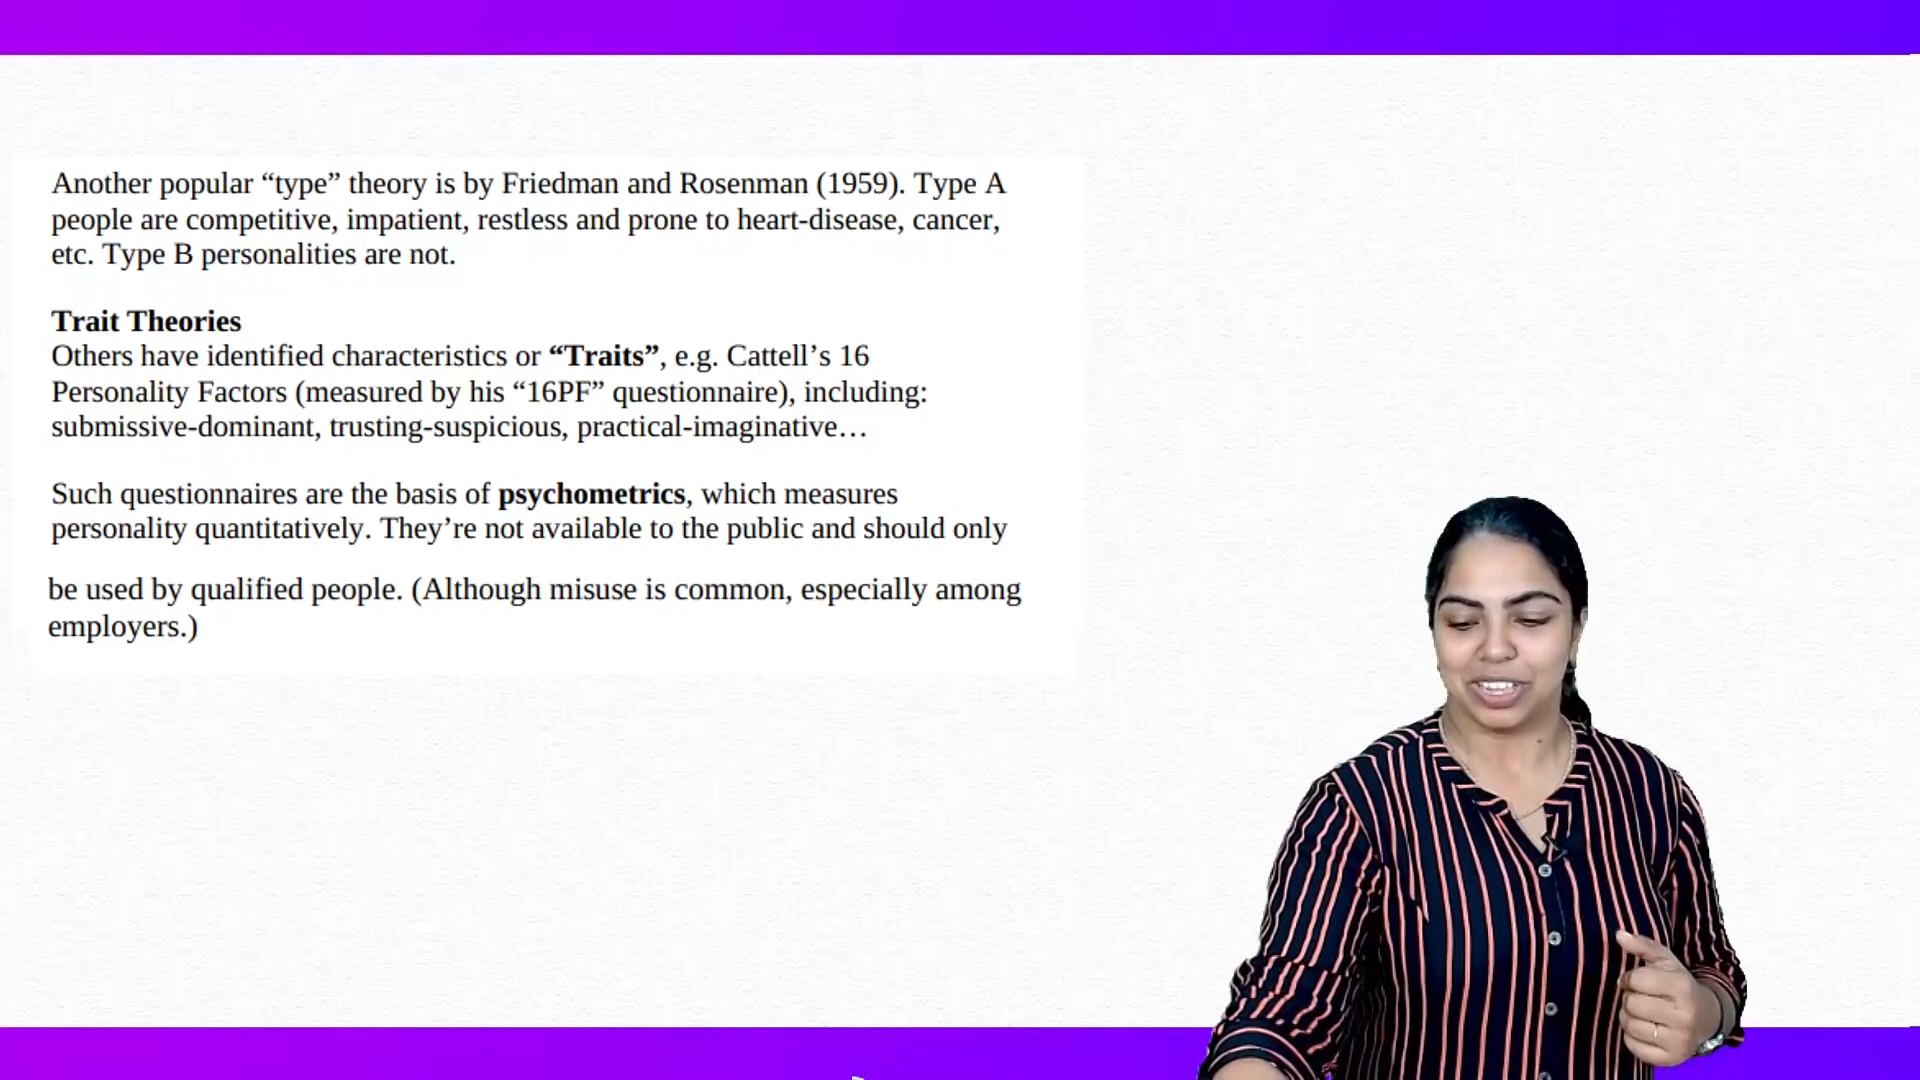 Another popular “type” theory is by Friedman and Rosenman (1959). Type A
people are competitive, impatient, restless and prone to heart-disease, cancer,
etc. Type B personalities are not.
Trait Theories
Others have identified characteristics or “Traits”, e.g. Cattell’s 16
Personality Factors (measured by his “16PF” questionnaire), including:
submissive-dominant, trusting-suspicious, practical-imaginative…
Such questionnaires are the basis of psychometrics, which measures
personality quantitatively. They’re not available to the public and should only
be used by qualified people. (Although misuse is common, especially among
employers.)